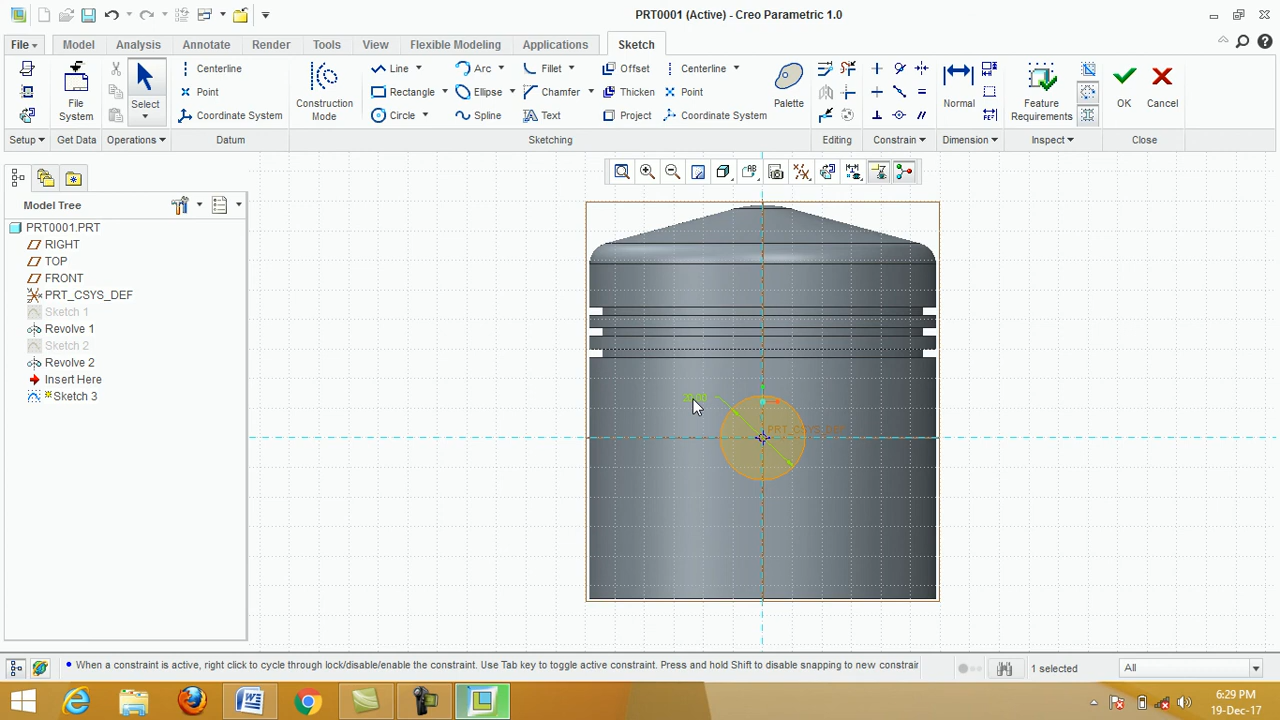 PRT0001 (Active) - Creo Parametric 1.0
File Model Analysis Annotate Render Tools View Flexible Modeling Applications Sketch
Centerline Line Arc Fillet Offset Centerline
Point Rectangle Ellipse Chamfer Thicken Point
File System Select Coordinate System Construction Mode Circle Spline Text Project Coordinate System Palette Normal Feature Requirements OK Cancel
Setup Get Data Operations Datum Sketching Editing Constrain Dimension Inspect Close
Model Tree
PRT0001.PRT
RIGHT
TOP
FRONT
PRT_CSYS_DEF
Sketch 1
Revolve 1
Sketch 2
Revolve 2
Insert Here
Sketch 3
PRT_CSYS_DEF
When a constraint is active, right click to cycle through lock/disable/enable the constraint. Use Tab key to toggle active constraint. Press and hold Shift to disable snapping to new constrair
1 selected
All
6:29 PM
19-Dec-17